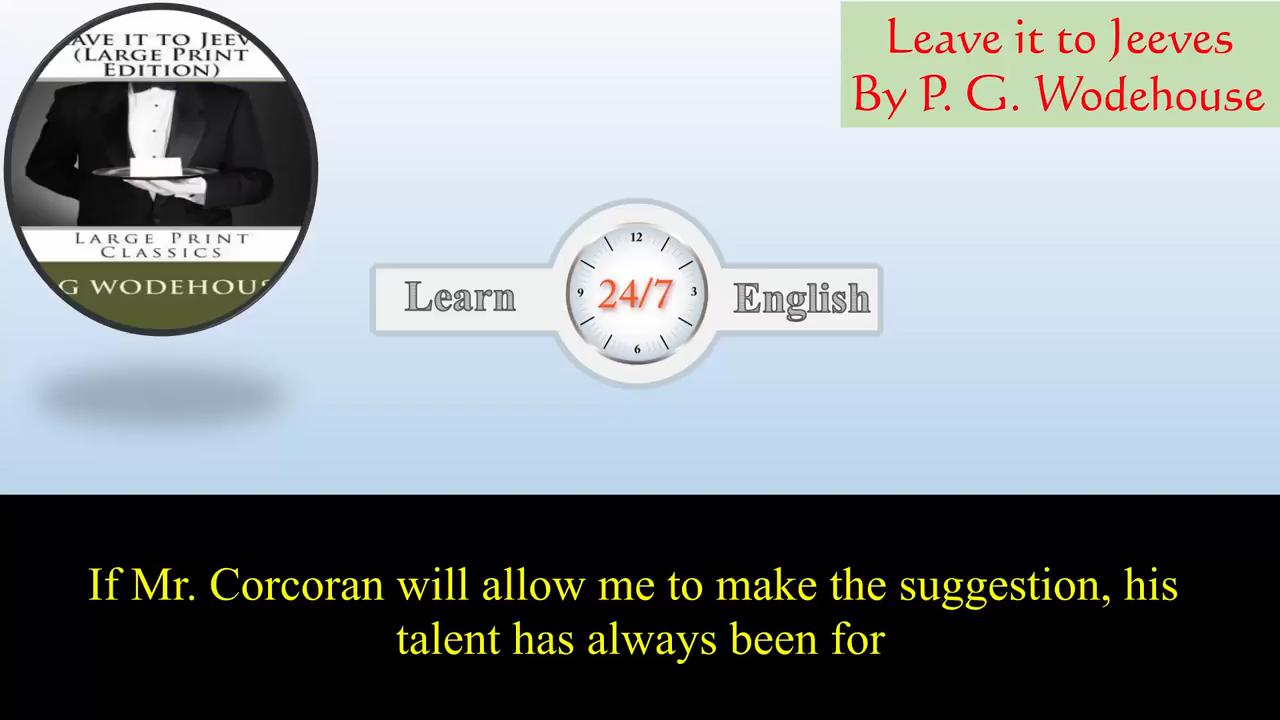 AVE IT TO JEEV
(LARGE PRINT
EDITION)
LARGE PRINT
CLASSICS
G WODEHOUS
Leave it to Jeeves
By P. G. Wodehouse
Learn
12
9
24/7
3
6
English
If Mr. Corcoran will allow me to make the suggestion, his
talent has always been for